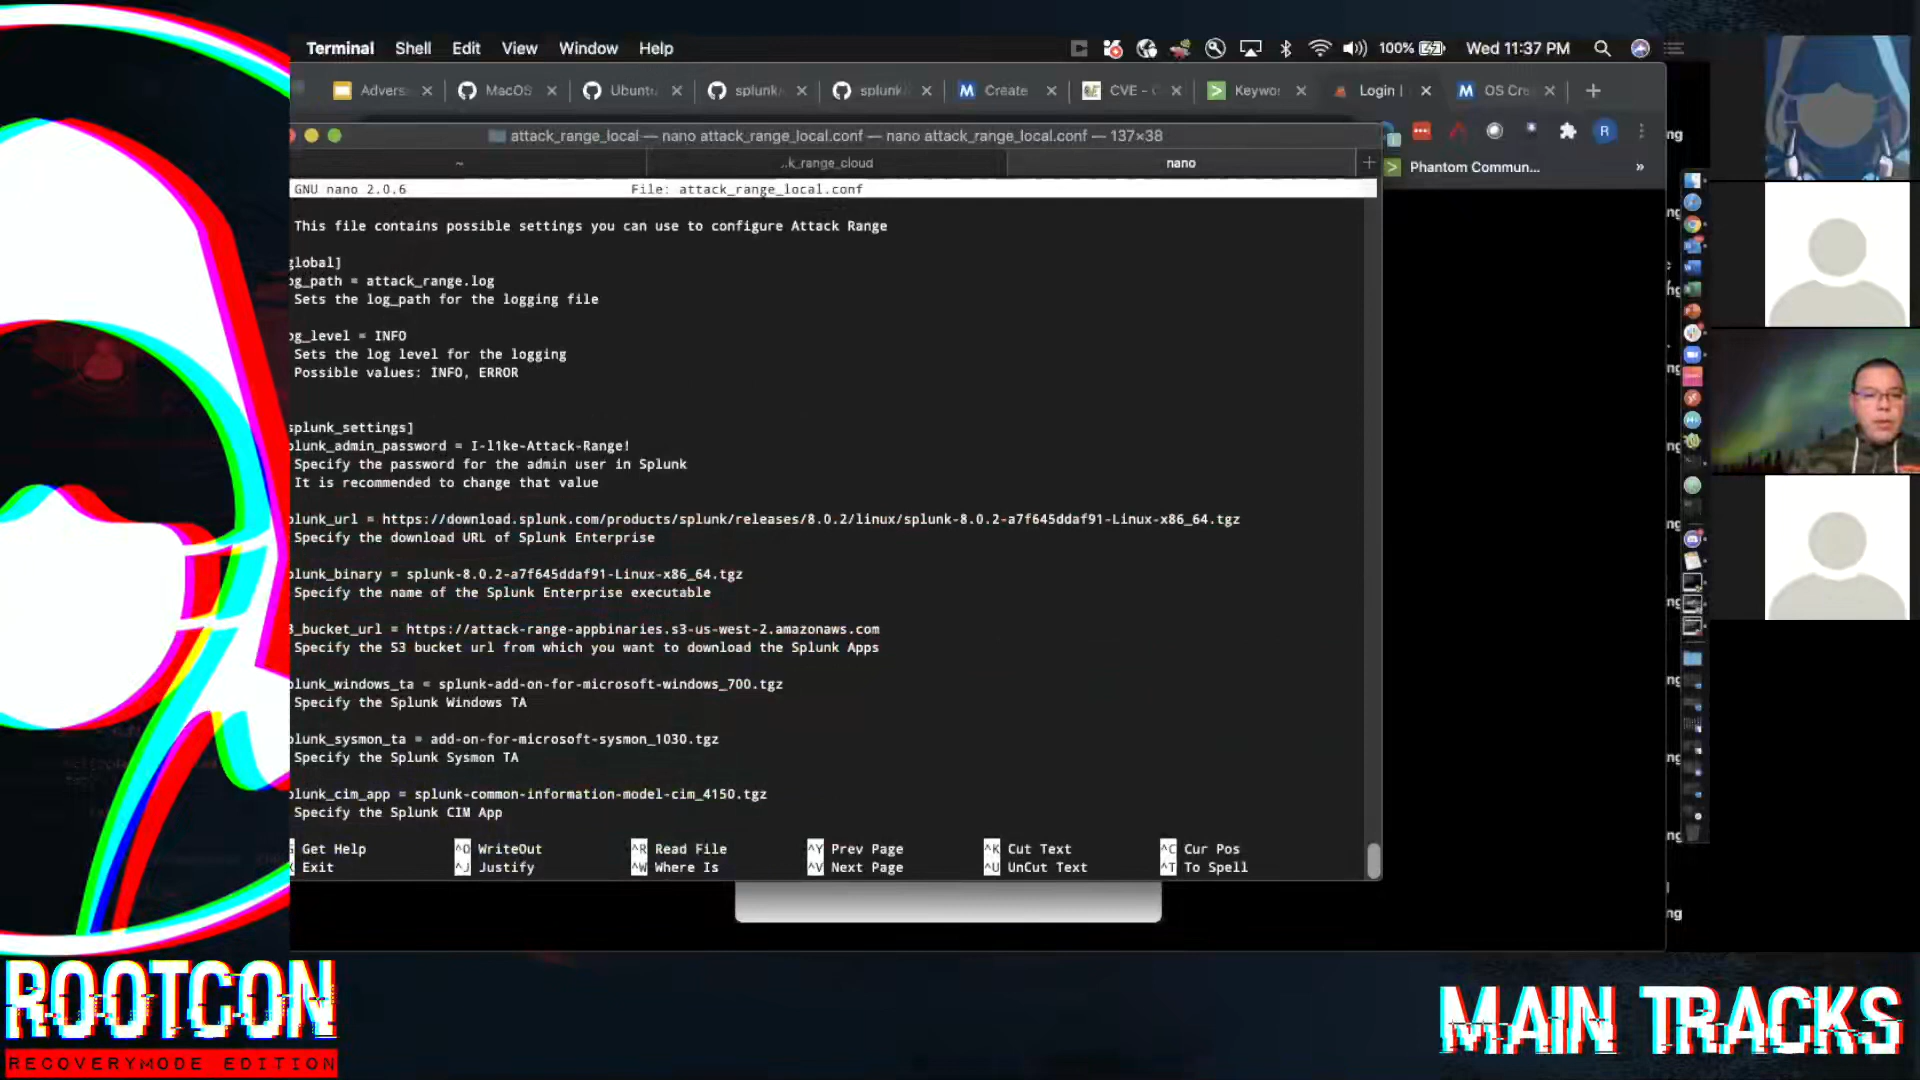 Terminal Shell Edit View Window Help 100% Wed 11:37 PM
Advers MacOS Ubunt splunk splunk Create CVE - C Keywo Login | OS Cre
attack_range_local — nano attack_range_local.conf — nano attack_range_local.conf — 137×38
R
~ ..k_range_cloud nano
Phantom Commun... »
GNU nano 2.0.6 File: attack_range_local.conf
This file contains possible settings you can use to configure Attack Range
global]
og_path = attack_range.log
Sets the log_path for the logging file
og_level = INFO
Sets the log level for the logging
Possible values: INFO, ERROR
splunk_settings]
plunk_admin_password = I-l1ke-Attack-Range!
Specify the password for the admin user in Splunk
It is recommended to change that value
plunk_url = https://download.splunk.com/products/splunk/releases/8.0.2/linux/splunk-8.0.2-a7f645ddaf91-Linux-x86_64.tgz
Specify the download URL of Splunk Enterprise
plunk_binary = splunk-8.0.2-a7f645ddaf91-Linux-x86_64.tgz
Specify the name of the Splunk Enterprise executable
3_bucket_url = https://attack-range-appbinaries.s3-us-west-2.amazonaws.com
Specify the S3 bucket url from which you want to download the Splunk Apps
plunk_windows_ta = splunk-add-on-for-microsoft-windows_700.tgz
Specify the Splunk Windows TA
plunk_sysmon_ta = add-on-for-microsoft-sysmon_1030.tgz
Specify the Splunk Sysmon TA
plunk_cim_app = splunk-common-information-model-cim_4150.tgz
Specify the Splunk CIM App
Get Help ^O WriteOut ^R Read File ^Y Prev Page ^K Cut Text ^C Cur Pos
Exit ^J Justify ^W Where Is ^V Next Page ^U UnCut Text ^T To Spell
ROOTCON
RECOVERYMODE EDITION
MAIN TRACKS